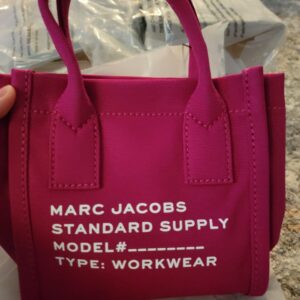 MARC JACOBS
STANDARD SUPPLY
MODEL#________
TYPE: WORKWEAR